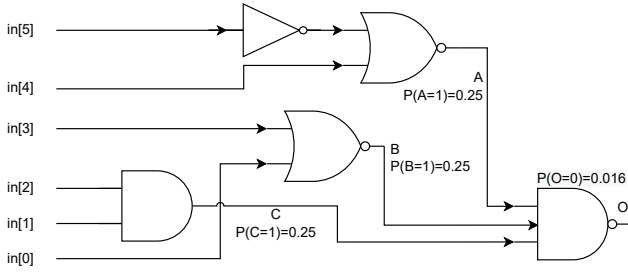 in[5]
in[4]
A
P(A=1)=0.25
in[3]
B
P(B=1)=0.25
P(O=0)=0.016
in[2]
O
C
in[1]
P(C=1)=0.25
in[0]